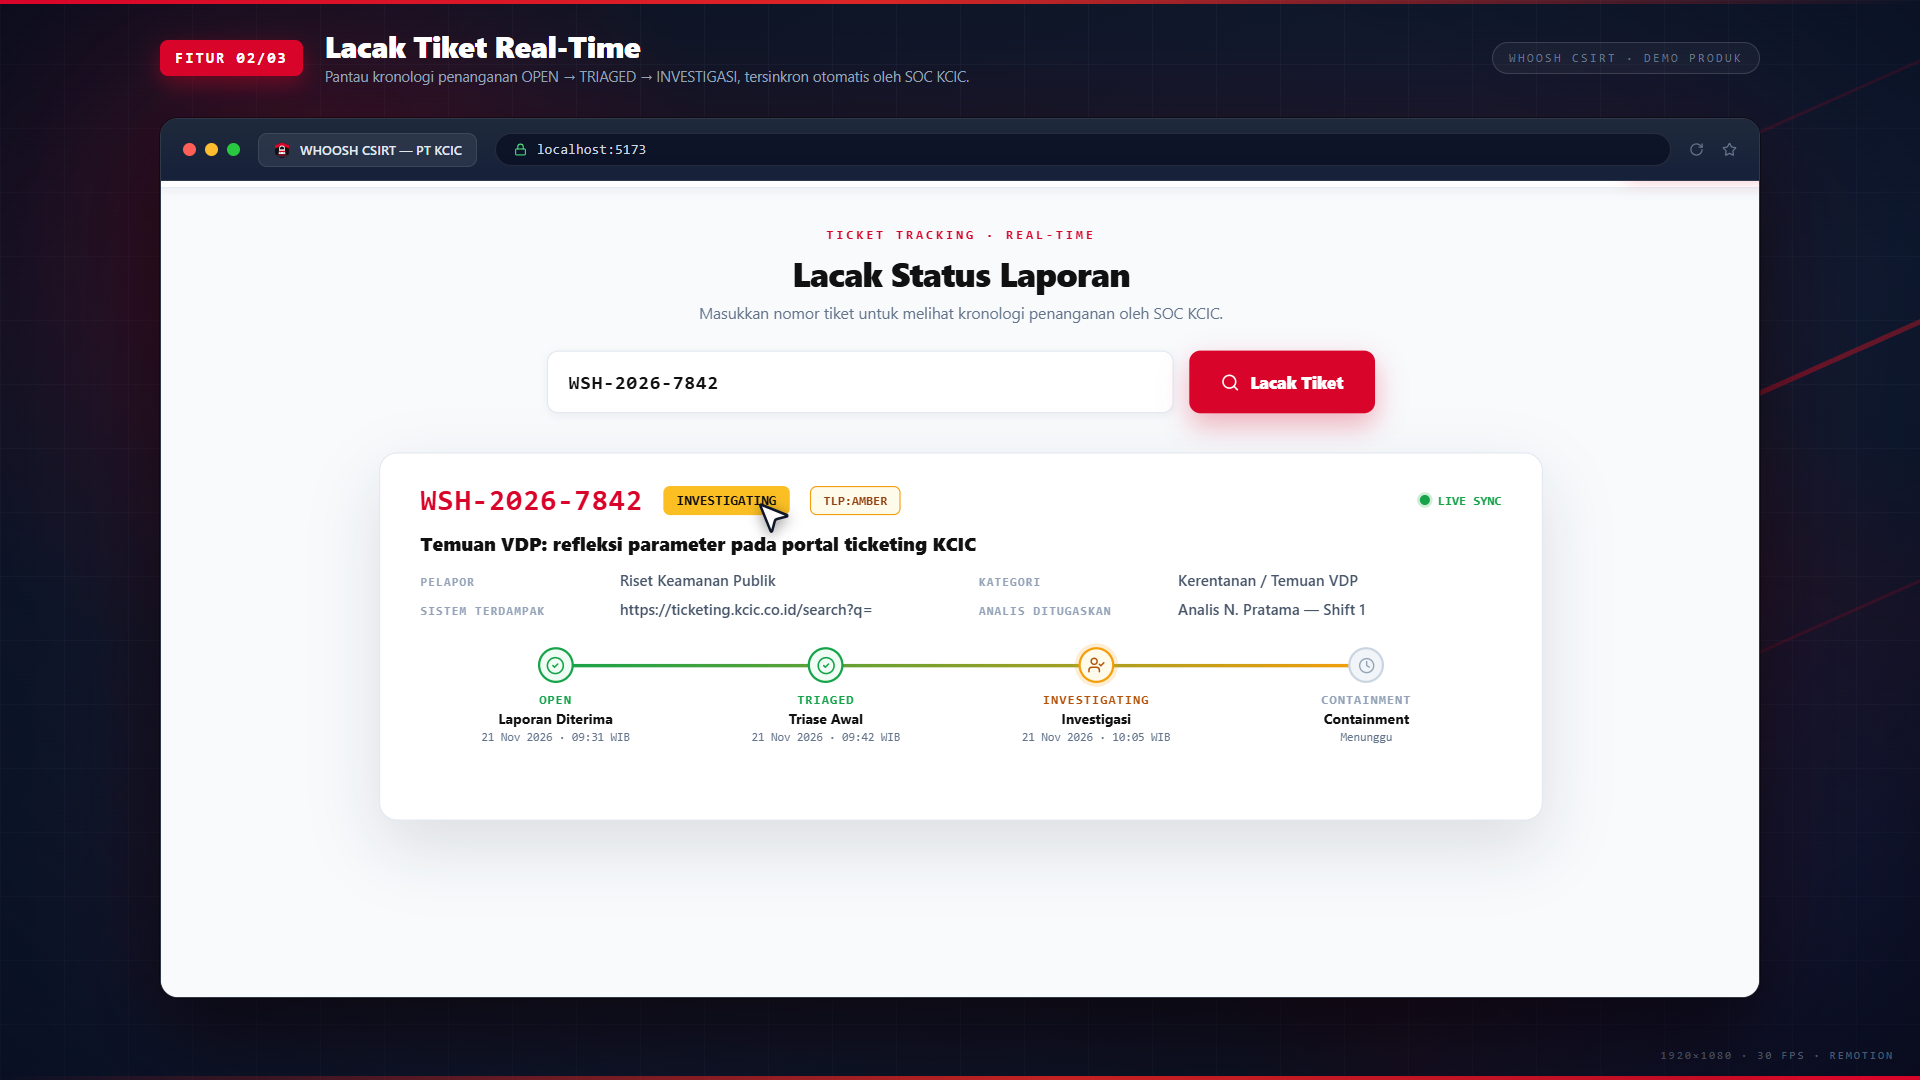 FITUR 02/03
Lacak Tiket Real-Time
Pantau kronologi penanganan OPEN → TRIAGED → INVESTIGASI, tersinkron otomatis oleh SOC KCIC.
WHOOSH CSIRT · DEMO PRODUK
WHOOSH CSIRT — PT KCIC
localhost:5173
TICKET TRACKING · REAL-TIME
Lacak Status Laporan
Masukkan nomor tiket untuk melihat kronologi penanganan oleh SOC KCIC.
WSH-2026-7842
Lacak Tiket
WSH-2026-7842
INVESTIGATING
TLP:AMBER
LIVE SYNC
Temuan VDP: refleksi parameter pada portal ticketing KCIC
PELAPOR Riset Keamanan Publik KATEGORI Kerentanan / Temuan VDP
SISTEM TERDAMPAK https://ticketing.kcic.co.id/search?q= ANALIS DITUGASKAN Analis N. Pratama — Shift 1
OPEN TRIAGED INVESTIGATING CONTAINMENT
Laporan Diterima Triase Awal Investigasi Containment
21 Nov 2026 · 09:31 WIB 21 Nov 2026 · 09:42 WIB 21 Nov 2026 · 10:05 WIB Menunggu
1920×1080 · 30 FPS · REMOTION